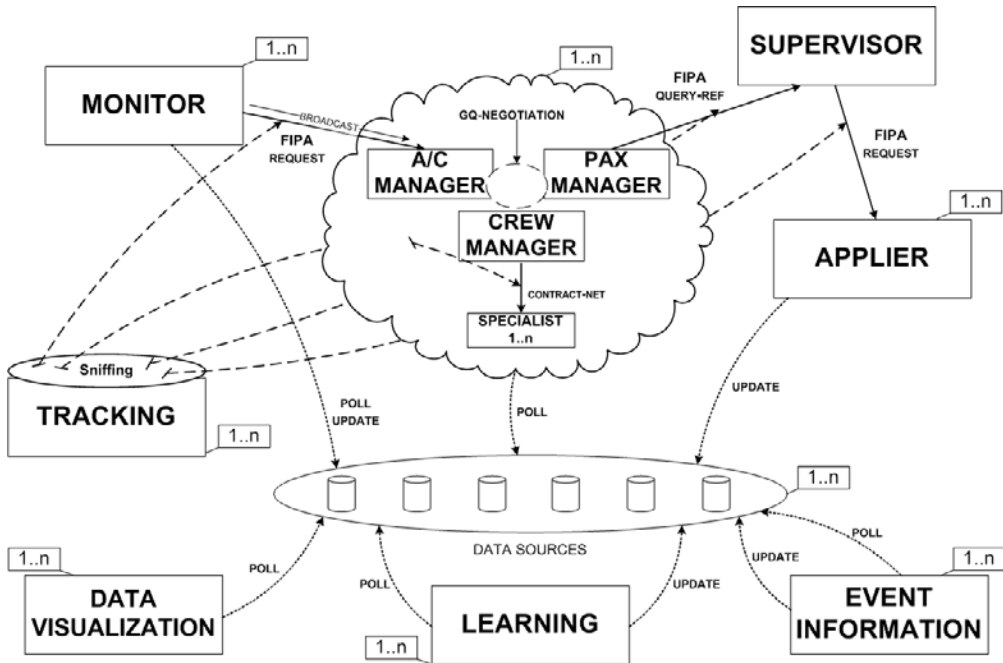 1..n
MONITOR
1..n
SUPERVISOR
FIPA
QUERY-REF
BROADCAST
FIPA
REQUEST
GQ-NEGOTIATION
A/C
MANAGER
PAX
MANAGER
CREW
MANAGER
CONTRACT-NET
SPECIALIST
1..n
FIPA
REQUEST
1..n
APPLIER
Sniffing
TRACKING
1..n
POLL
UPDATE
POLL
UPDATE
1..n
DATA SOURCES
1..n
DATA
VISUALIZATION
POLL
POLL
LEARNING
1..n
UPDATE
UPDATE
POLL
1..n
EVENT
INFORMATION